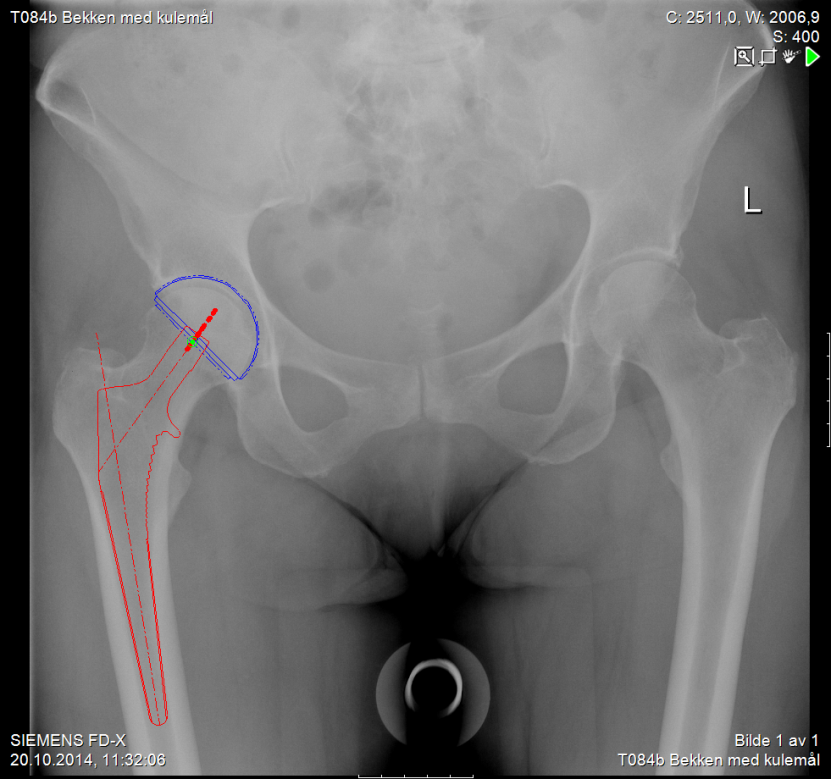 T084b Bekken med kulemål
C: 2511,0, W: 2006,9
S: 400
L
SIEMENS FD-X
20.10.2014, 11:32:06
Bilde 1 av 1
T084b Bekken med kulemål